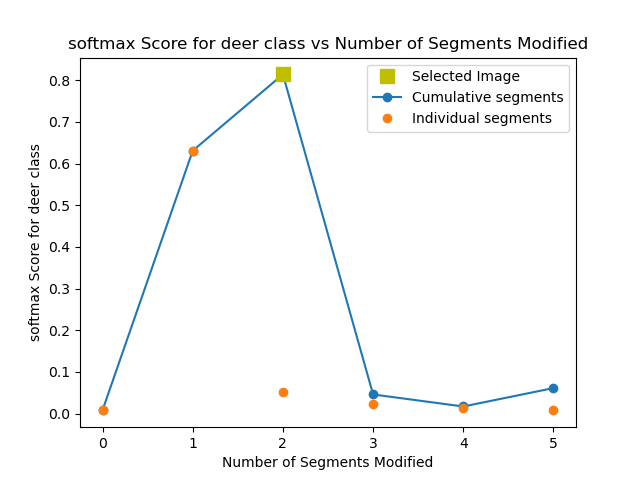 softmax Score for deer class vs Number of Segments Modified
Selected Image
Cumulative segments
Individual segments
softmax Score for deer class
0.8
0.7
0.6
0.5
0.4
0.3
0.2
0.1
0.0
0 1 2 3 4 5
Number of Segments Modified